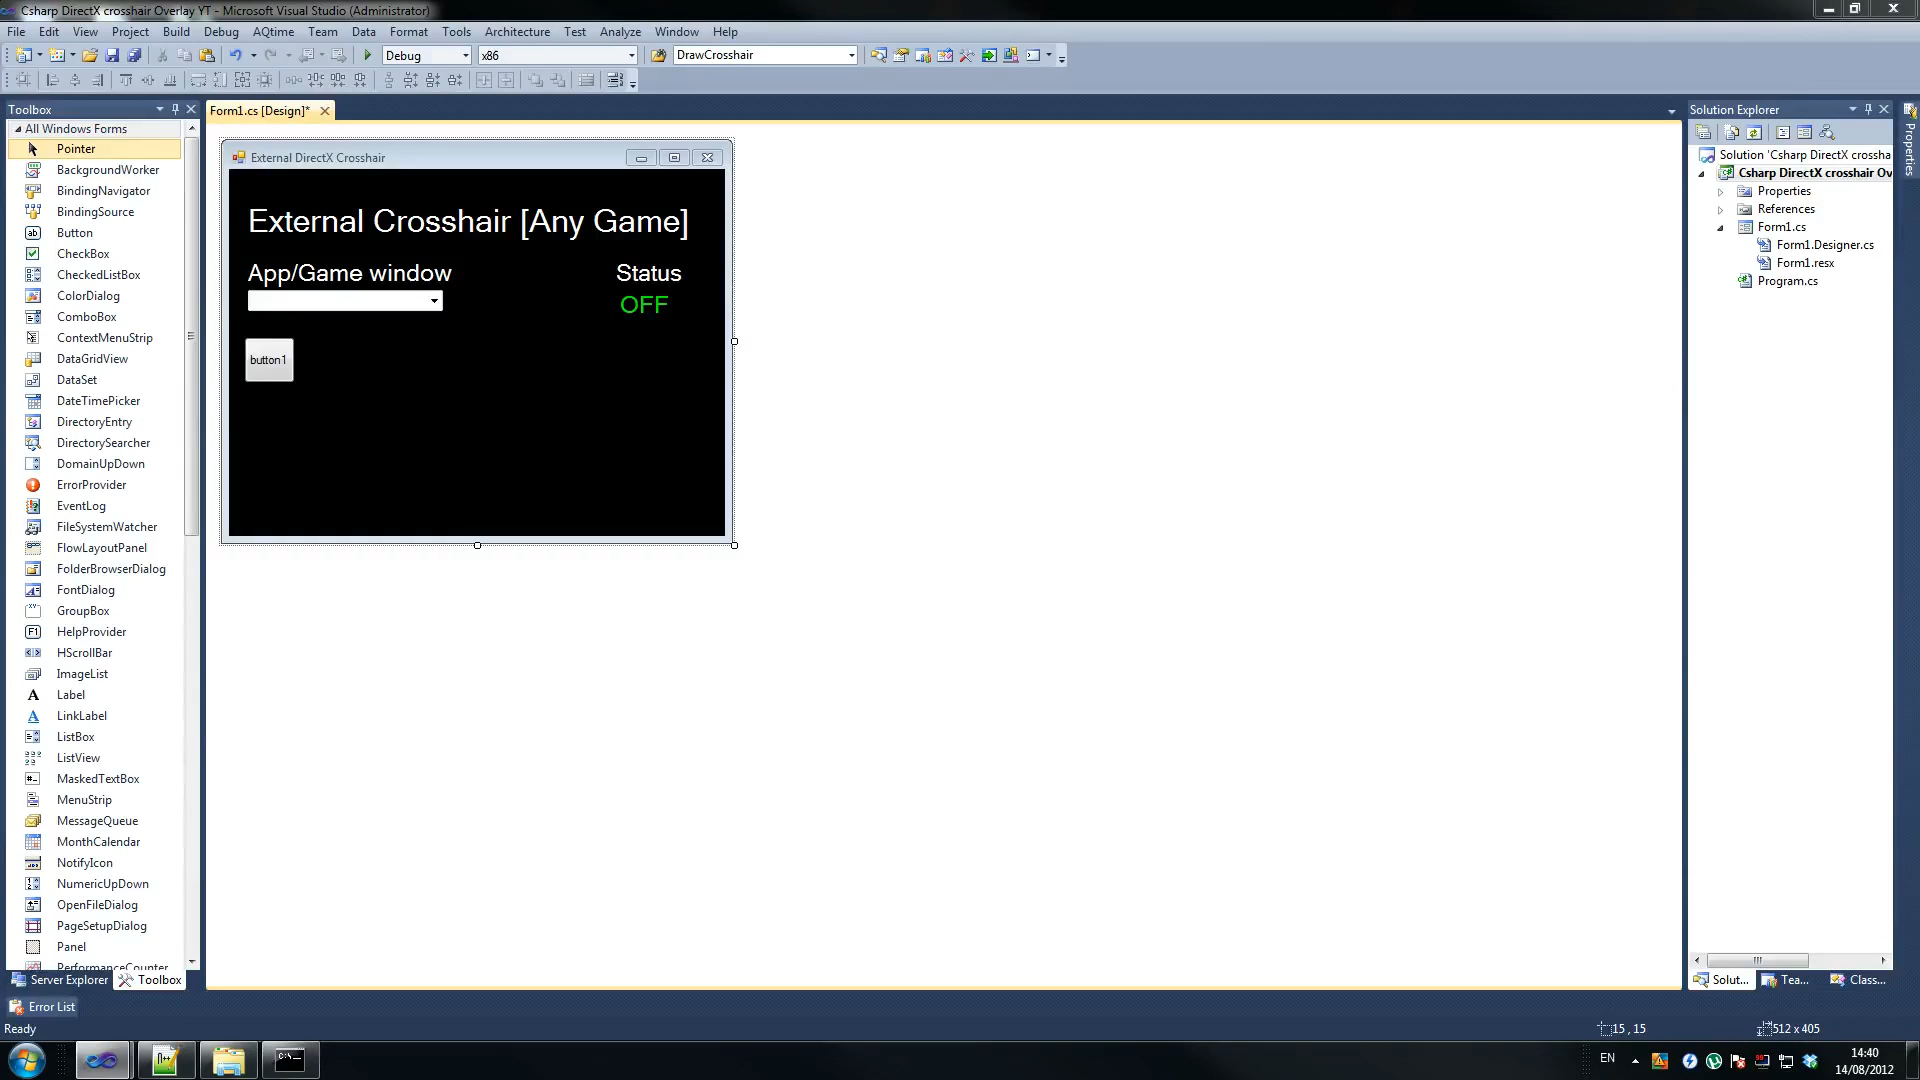 Csharp DirectX crosshair Overlay YT - Microsoft Visual Studio (Administrator)
File Edit View Project Build Debug AQtime Team Data Format Tools Architecture Test Analyze Window Help
Debug x86 DrawCrosshair
Toolbox
All Windows Forms
Pointer
BackgroundWorker
BindingNavigator
BindingSource
Button
CheckBox
CheckedListBox
ColorDialog
ComboBox
ContextMenuStrip
DataGridView
DataSet
DateTimePicker
DirectoryEntry
DirectorySearcher
DomainUpDown
ErrorProvider
EventLog
FileSystemWatcher
FlowLayoutPanel
FolderBrowserDialog
FontDialog
GroupBox
HelpProvider
HScrollBar
ImageList
Label
LinkLabel
ListBox
ListView
MaskedTextBox
MenuStrip
MessageQueue
MonthCalendar
NotifyIcon
NumericUpDown
OpenFileDialog
PageSetupDialog
Panel
PerformanceCounter
Server Explorer Toolbox
Form1.cs [Design]*
External DirectX Crosshair
External Crosshair [Any Game]
App/Game window Status
OFF
button1
Solution Explorer
Solution 'Csharp DirectX crossha
Csharp DirectX crosshair Ov
Properties
References
Form1.cs
Form1.Designer.cs
Form1.resx
Program.cs
Solut... Tea... Class...
Properties
Error List
Ready 15 , 15 512 x 405
EN 14:40
14/08/2012